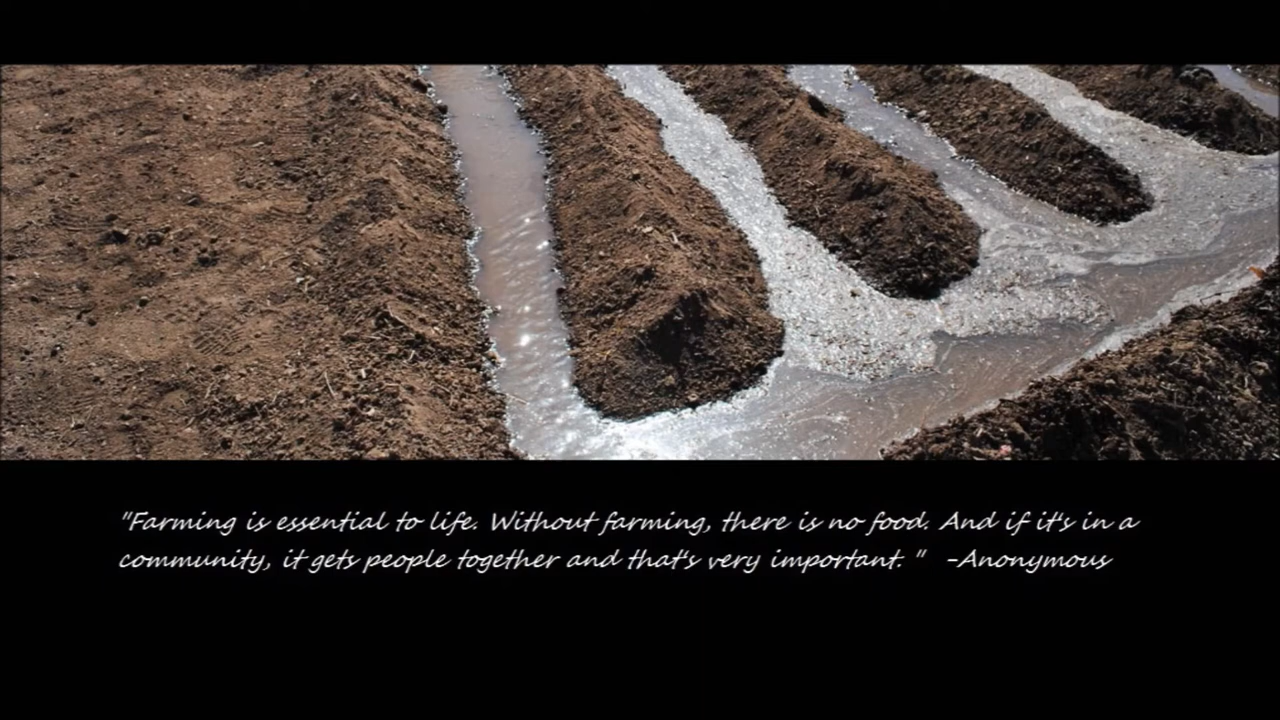 "Farming is essential to life. Without farming, there is no food. And if it's in a
community, it gets people together and that's very important. " -Anonymous